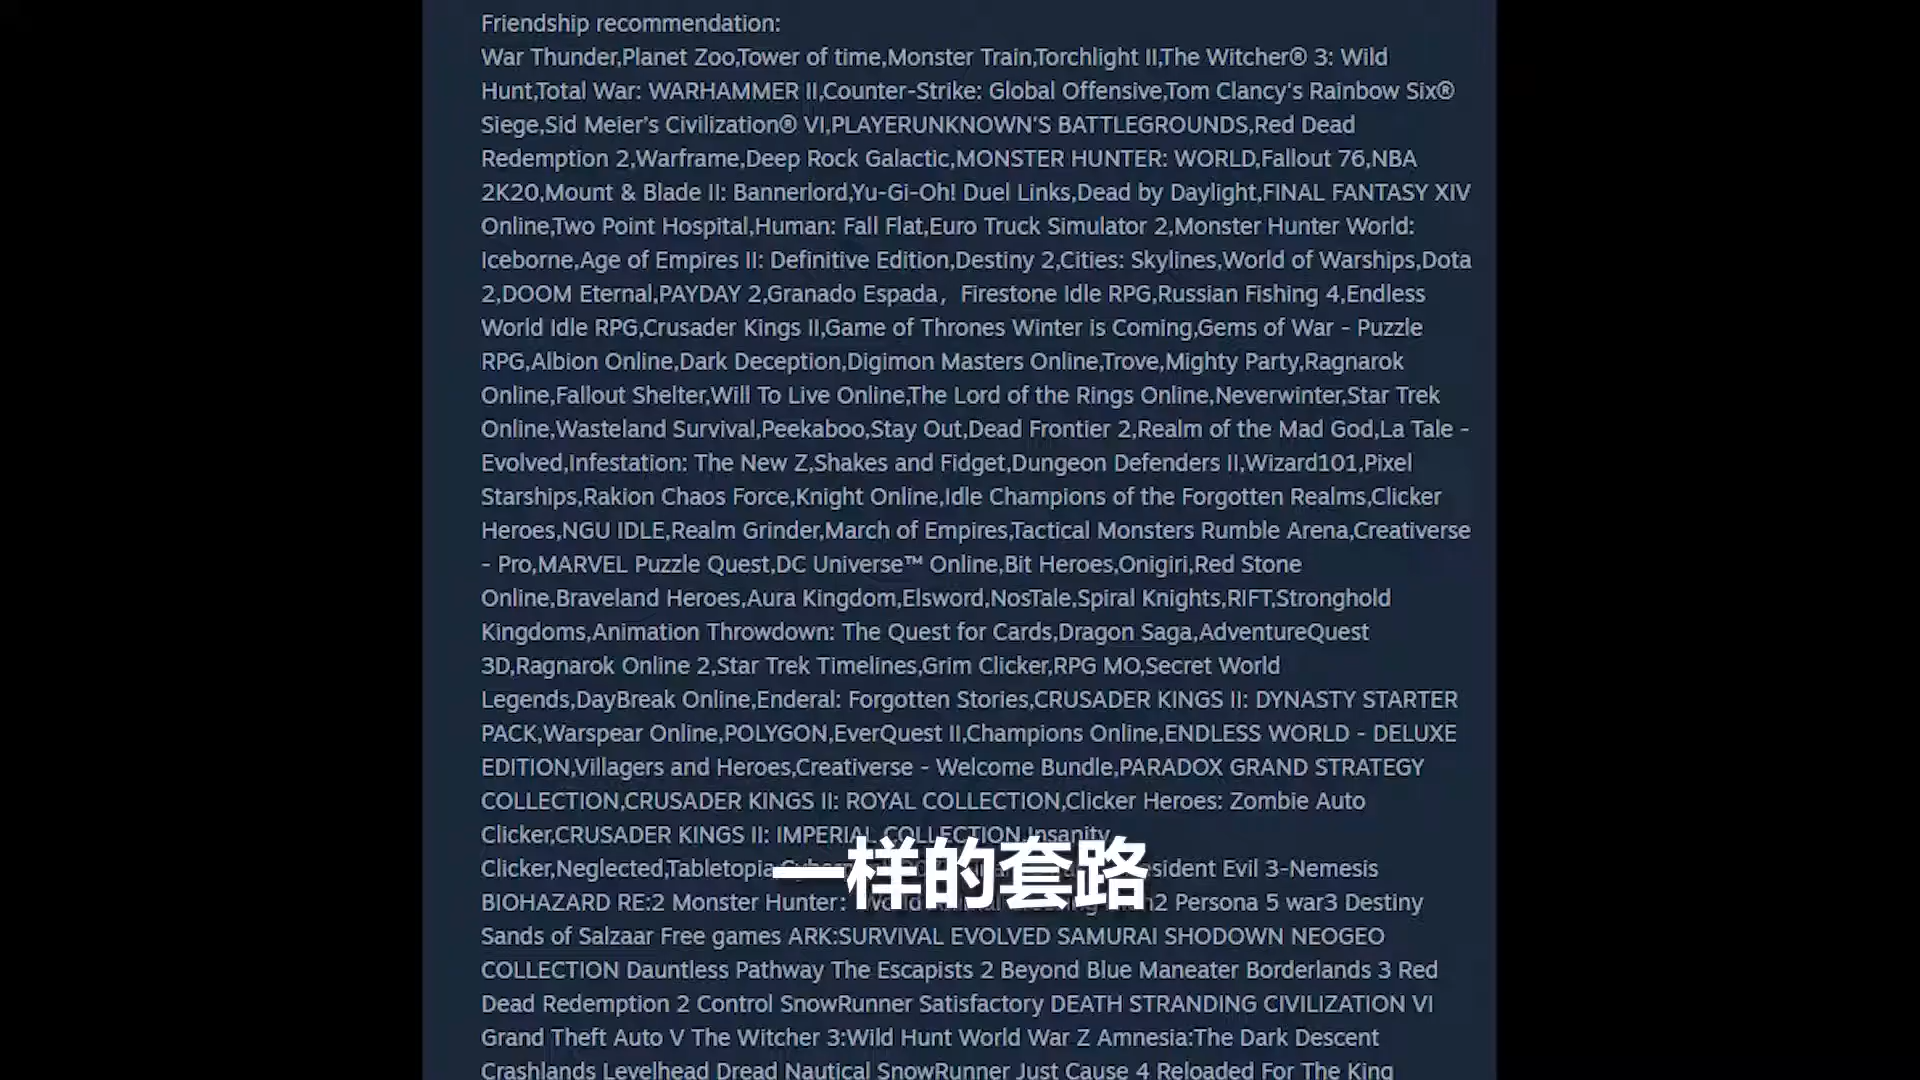 Friendship recommendation:
War Thunder,Planet Zoo,Tower of time,Monster Train,Torchlight II,The Witcher® 3: Wild
Hunt,Total War: WARHAMMER II,Counter-Strike: Global Offensive,Tom Clancy's Rainbow Six®
Siege,Sid Meier's Civilization® VI,PLAYERUNKNOWN'S BATTLEGROUNDS,Red Dead
Redemption 2,Warframe,Deep Rock Galactic,MONSTER HUNTER: WORLD,Fallout 76,NBA
2K20,Mount & Blade II: Bannerlord,Yu-Gi-Oh! Duel Links,Dead by Daylight,FINAL FANTASY XIV
Online,Two Point Hospital,Human: Fall Flat,Euro Truck Simulator 2,Monster Hunter World:
Iceborne,Age of Empires II: Definitive Edition,Destiny 2,Cities: Skylines,World of Warships,Dota
2,DOOM Eternal,PAYDAY 2,Granado Espada，Firestone Idle RPG,Russian Fishing 4,Endless
World Idle RPG,Crusader Kings II,Game of Thrones Winter is Coming,Gems of War - Puzzle
RPG,Albion Online,Dark Deception,Digimon Masters Online,Trove,Mighty Party,Ragnarok
Online,Fallout Shelter,Will To Live Online,The Lord of the Rings Online,Neverwinter,Star Trek
Online,Wasteland Survival,Peekaboo,Stay Out,Dead Frontier 2,Realm of the Mad God,La Tale -
Evolved,Infestation: The New Z,Shakes and Fidget,Dungeon Defenders II,Wizard101,Pixel
Starships,Rakion Chaos Force,Knight Online,Idle Champions of the Forgotten Realms,Clicker
Heroes,NGU IDLE,Realm Grinder,March of Empires,Tactical Monsters Rumble Arena,Creativerse
- Pro,MARVEL Puzzle Quest,DC Universe™ Online,Bit Heroes,Onigiri,Red Stone
Online,Braveland Heroes,Aura Kingdom,Elsword,NosTale,Spiral Knights,RIFT,Stronghold
Kingdoms,Animation Throwdown: The Quest for Cards,Dragon Saga,AdventureQuest
3D,Ragnarok Online 2,Star Trek Timelines,Grim Clicker,RPG MO,Secret World
Legends,DayBreak Online,Enderal: Forgotten Stories,CRUSADER KINGS II: DYNASTY STARTER
PACK,Warspear Online,POLYGON,EverQuest II,Champions Online,ENDLESS WORLD - DELUXE
EDITION,Villagers and Heroes,Creativerse - Welcome Bundle,PARADOX GRAND STRATEGY
COLLECTION,CRUSADER KINGS II: ROYAL COLLECTION,Clicker Heroes: Zombie Auto
Clicker,CRUSADER KINGS II: IMPERIAL COLLECTION,Insanity
Clicker,Neglected,Tabletopia Evil 3-Nemesis
一样的套路
BIOHAZARD RE:2 Monster Hunter： Persona 5 war3 Destiny
Sands of Salzaar Free games ARK:SURVIVAL EVOLVED SAMURAI SHODOWN NEOGEO
COLLECTION Dauntless Pathway The Escapists 2 Beyond Blue Maneater Borderlands 3 Red
Dead Redemption 2 Control SnowRunner Satisfactory DEATH STRANDING CIVILIZATION VI
Grand Theft Auto V The Witcher 3:Wild Hunt World War Z Amnesia:The Dark Descent
Crashlands Levelhead Dread Nautical SnowRunner Just Cause 4 Reloaded For The King